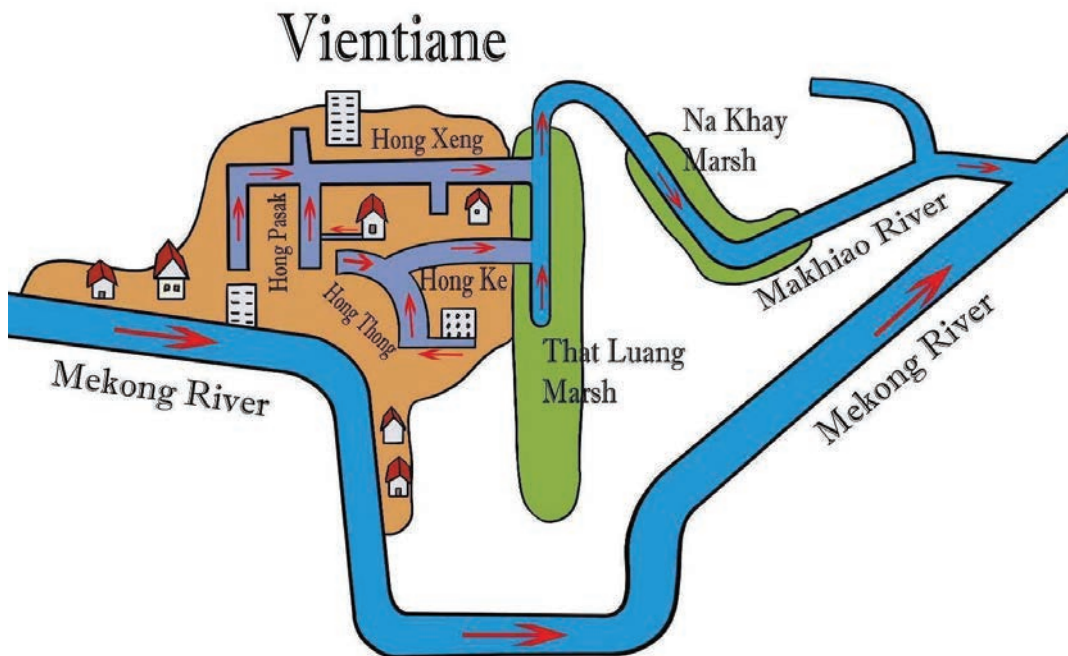 Vientiane
Hong Xeng
Na Khay
Marsh
Hong Pasak
Hong Ke
Hong Thong
Makhiao River
That Luang
Marsh
Mekong River
Mekong River